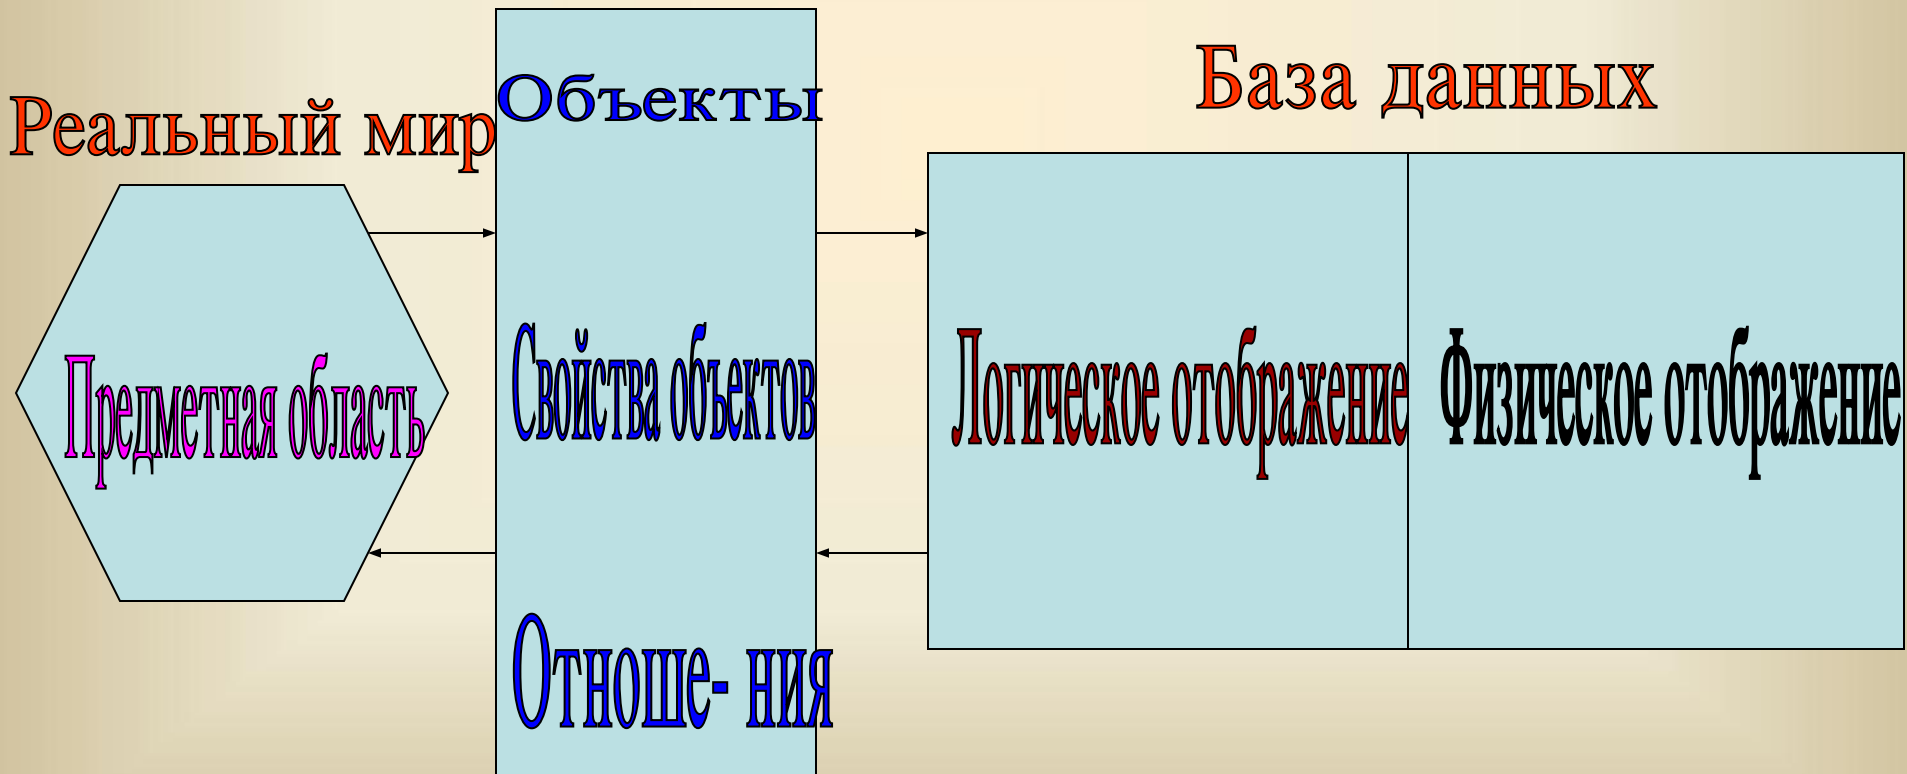 Реальный мир
Предметная область
Объекты
Свойства объектов
Отноше- ния
База данных
Логическое отображение
Физическое отображение